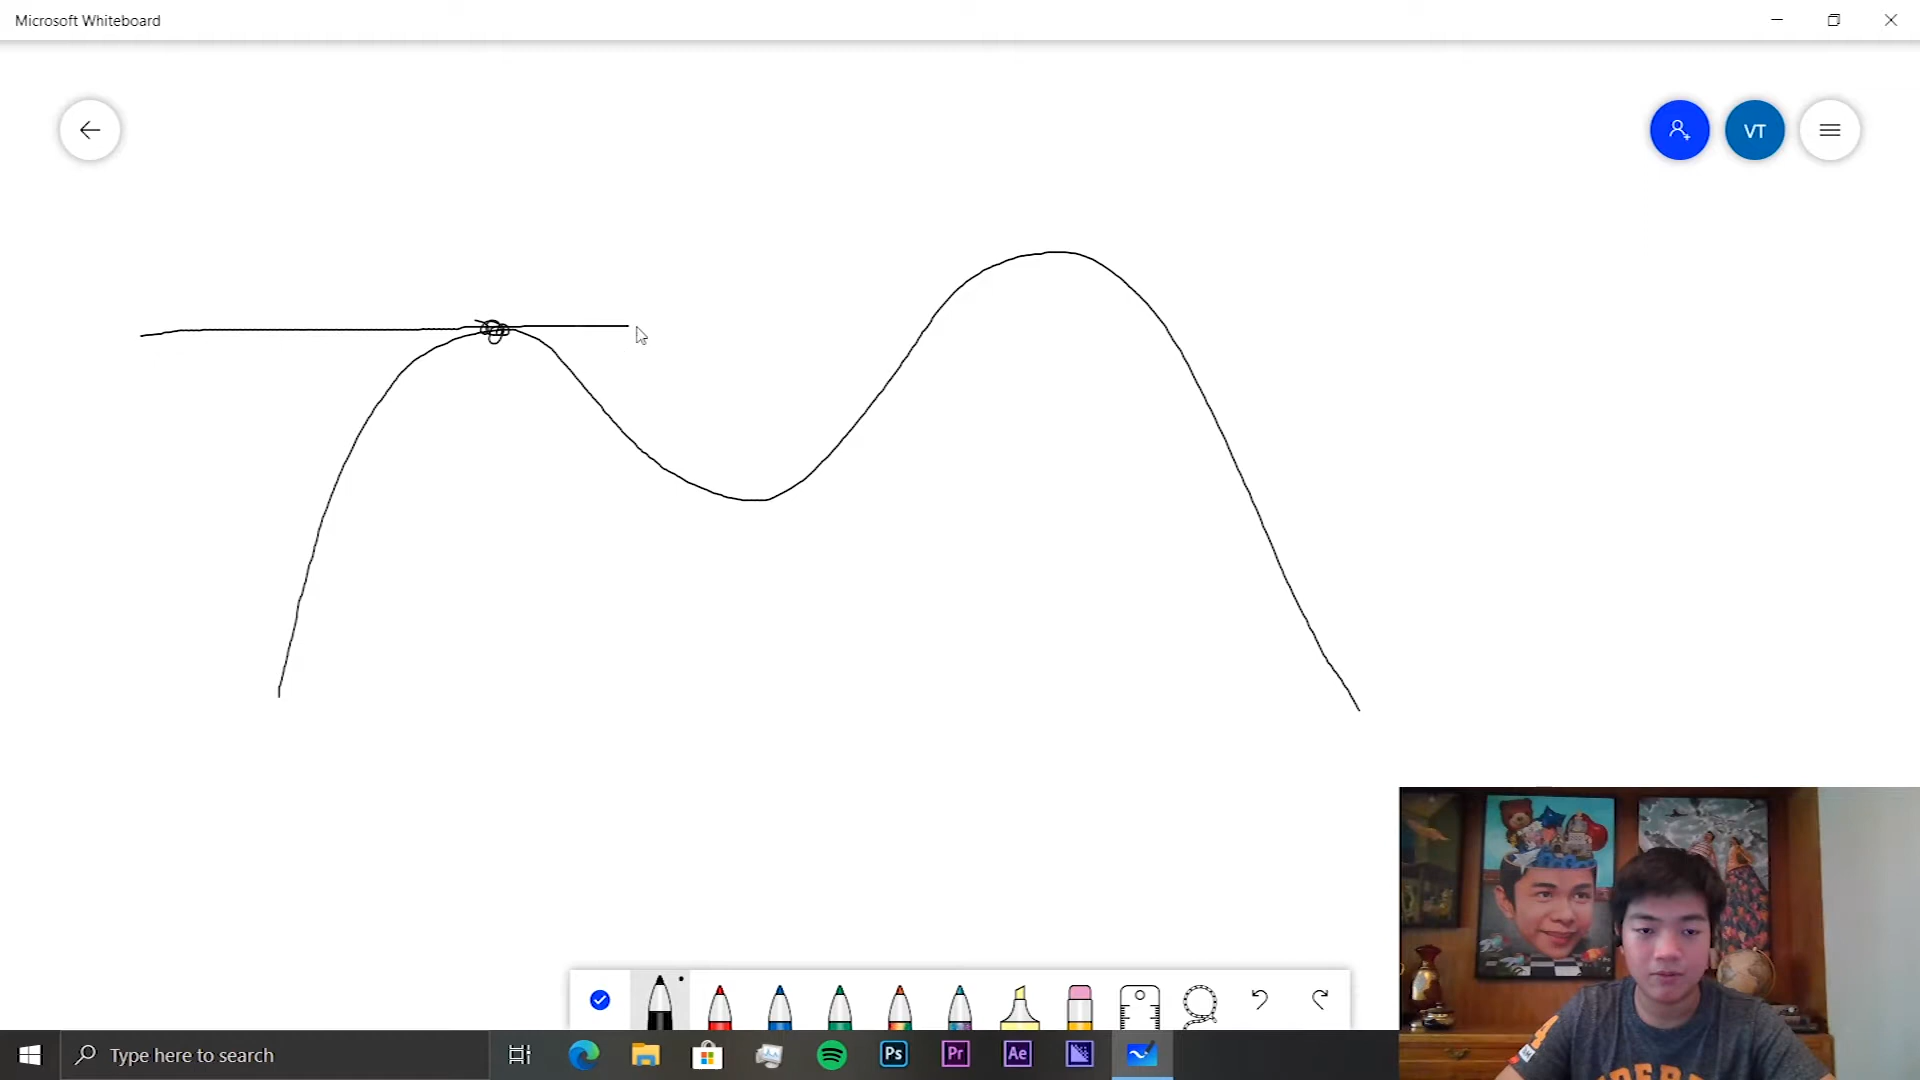 Microsoft Whiteboard
VT
Type here to search
Ps
Pr
Ae